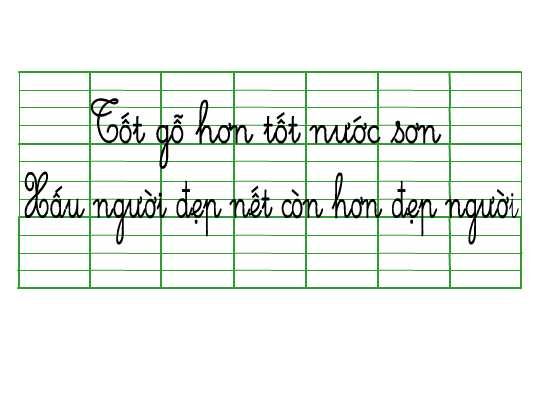 Tốt gỗ hơn tốt nước sơn
Xấu người đẹp nết còn hơn đẹp người